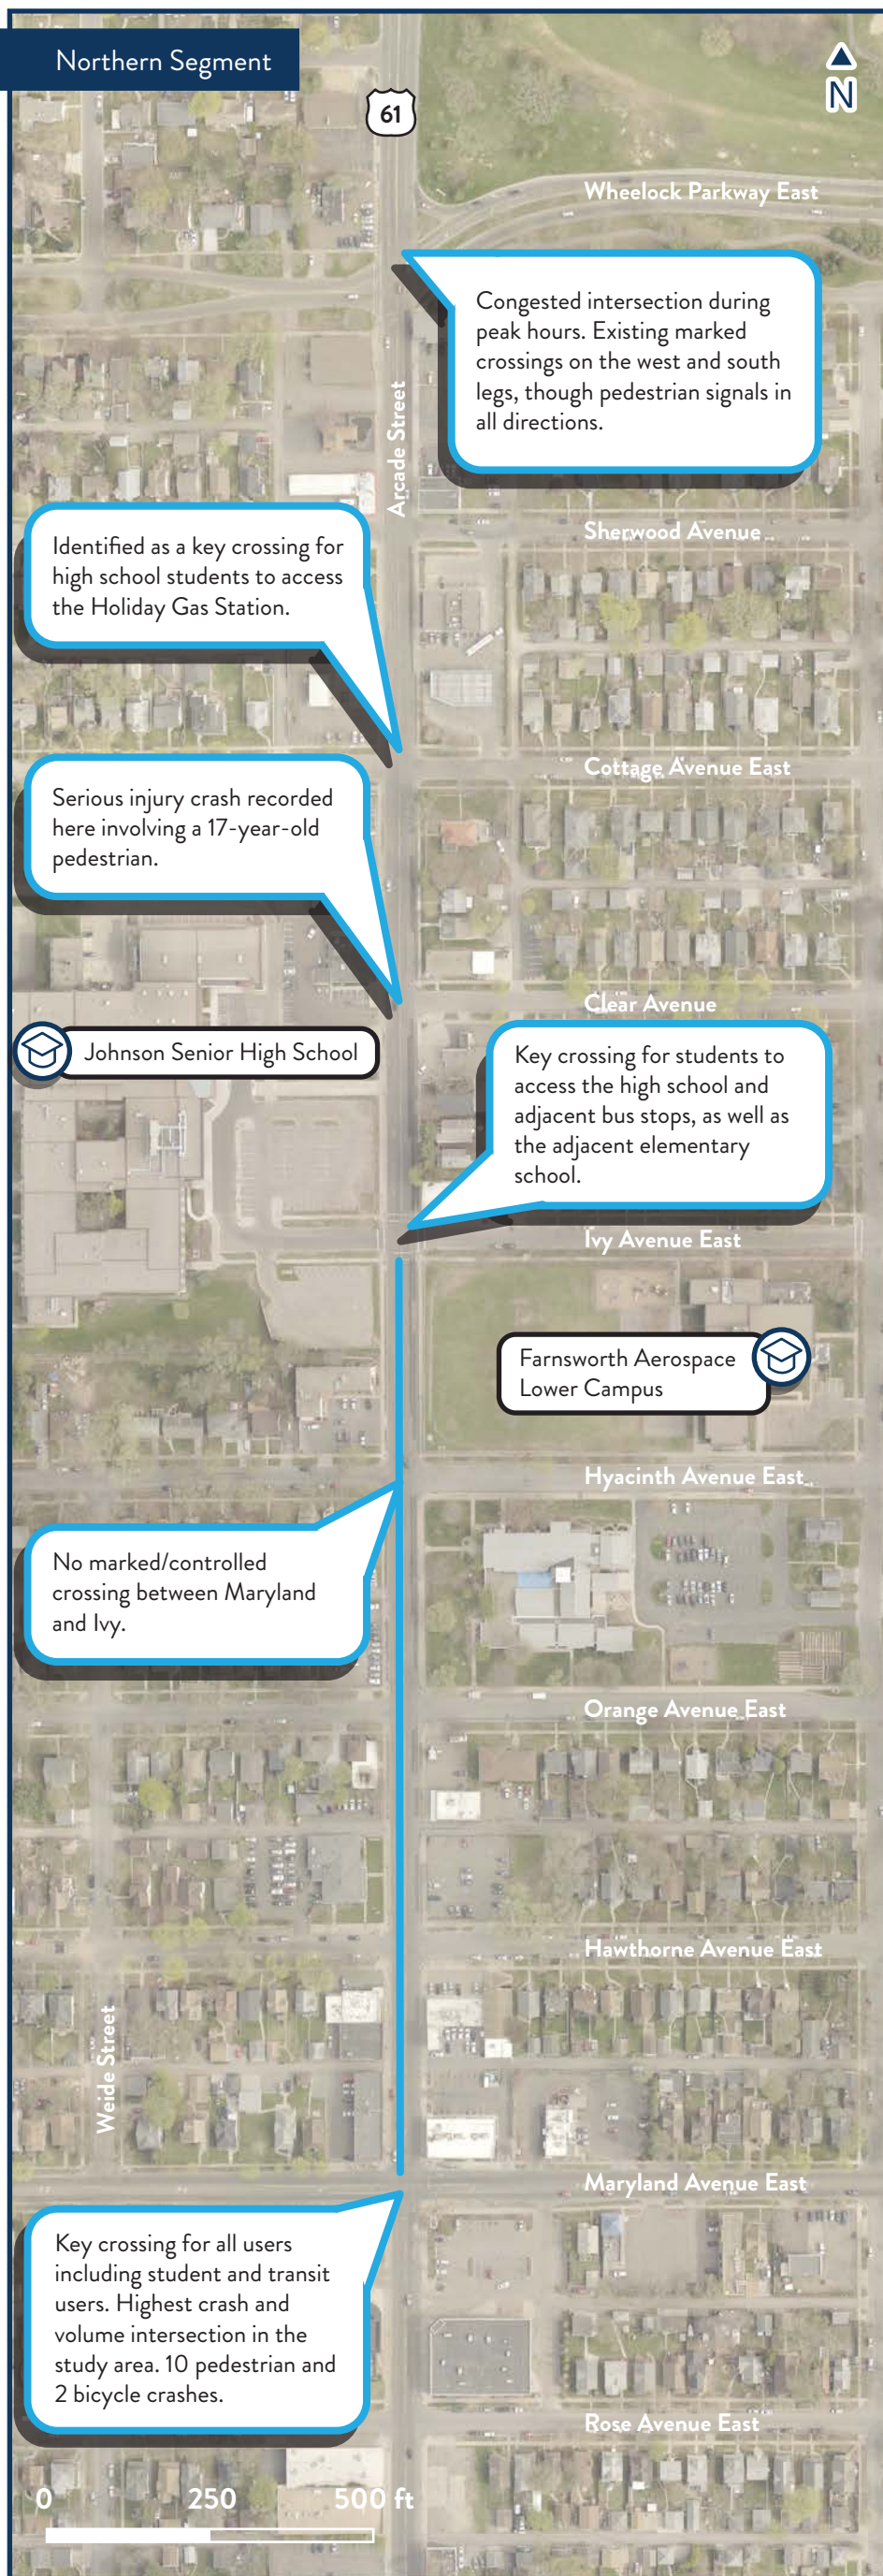 Northern Segment
N
61
Wheelock Parkway East
Congested intersection during
peak hours. Existing marked
crossings on the west and south
legs, though pedestrian signals in
all directions.
Arcade Street
Sherwood Avenue
Identified as a key crossing for
high school students to access
the Holiday Gas Station.
Cottage Avenue East
Serious injury crash recorded
here involving a 17-year-old
pedestrian.
Clear Avenue
Johnson Senior High School
Key crossing for students to
access the high school and
adjacent bus stops, as well as
the adjacent elementary
school.
Ivy Avenue East
Farnsworth Aerospace
Lower Campus
Hyacinth Avenue East
No marked/controlled
crossing between Maryland
and Ivy.
Orange Avenue East
Hawthorne Avenue East
Weide Street
Maryland Avenue East
Key crossing for all users
including student and transit
users. Highest crash and
volume intersection in the
study area. 10 pedestrian and
2 bicycle crashes.
Rose Avenue East
0 250 500 ft